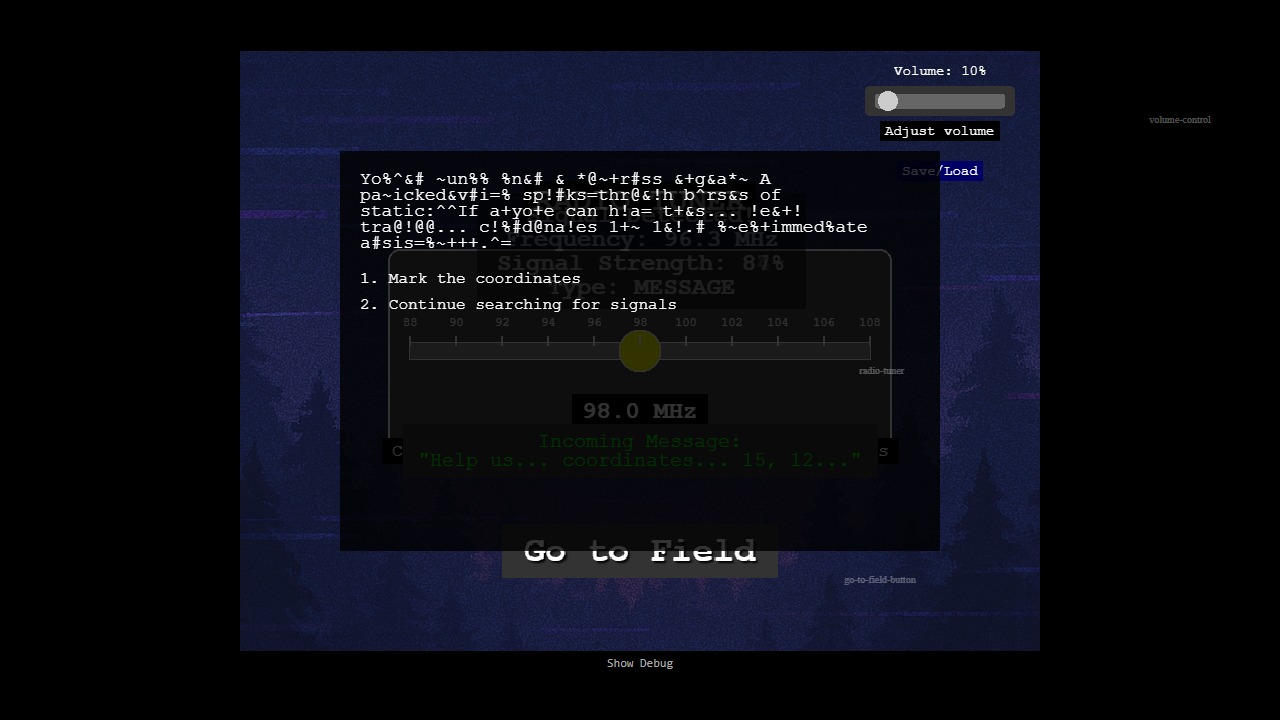 Volume: 10%
Adjust volume
volume-control
Save/Load
Yo%^&# ~un%% %n&# & *@~+r#ss &+g&a*~ A
pa~icked&v#i=% sp!#ks=thr@&!h b^rs&s of
static:^^If a+yo+e can h!a= t+&s... !e&+!
tra@!@@... c!%#d@na!es 1+~ 1&!.# %~e%+immed%ate
a#sis=%~+++.^=
Frequency: 96.3 MHz
Signal Strength: 87%
Type: MESSAGE
1. Mark the coordinates
2. Continue searching for signals
88 90 92 94 96 98 100 102 104 106 108
radio-tuner
98.0 MHz
Incoming Message:
"Help us... coordinates... 15, 12..."
Go to Field
go-to-field-button
Show Debug